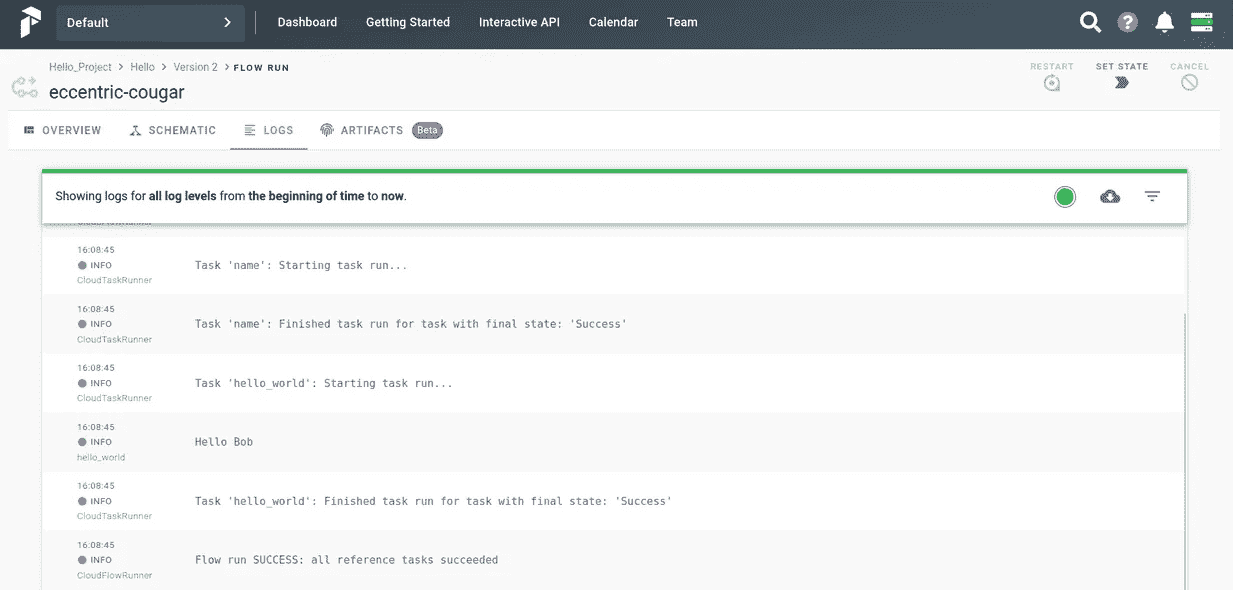 Default
Dashboard
Getting Started
Interactive API
Calendar
Team
?
Hello_Project > Hello > Version 2 > FLOW RUN
eccentric-cougar
RESTART
SET STATE
CANCEL
OVERVIEW
SCHEMATIC
LOGS
ARTIFACTS Beta
Showing logs for all log levels from the beginning of time to now.
16:08:45
INFO
CloudTaskRunner
Task 'name': Starting task run...
16:08:45
INFO
CloudTaskRunner
Task 'name': Finished task run for task with final state: 'Success'
16:08:45
INFO
CloudTaskRunner
Task 'hello_world': Starting task run...
16:08:45
INFO
hello_world
Hello Bob
16:08:45
INFO
CloudTaskRunner
Task 'hello_world': Finished task run for task with final state: 'Success'
16:08:45
INFO
CloudFlowRunner
Flow run SUCCESS: all reference tasks succeeded